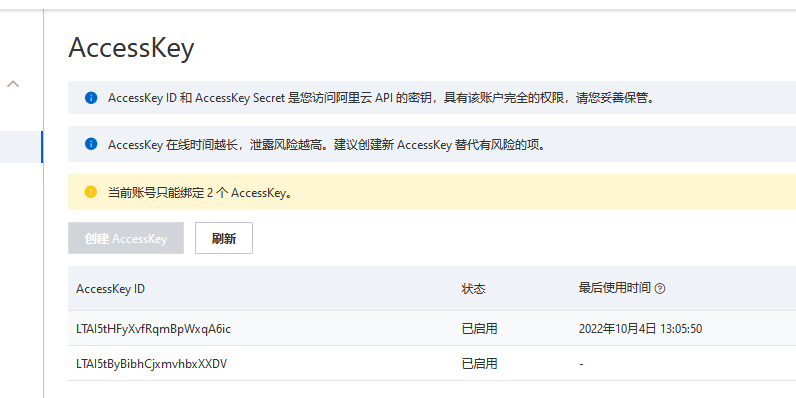 AccessKey
AccessKey ID 和 AccessKey Secret 是您访问阿里云 API 的密钥，具有该账户完全的权限，请您妥善保管。
AccessKey 在线时间越长，泄露风险越高。建议创建新 AccessKey 替代有风险的项。
当前账号只能绑定 2 个 AccessKey。
创建 AccessKey 刷新
AccessKey ID 状态 最后使用时间
LTAI5tHFyXvfRqmBpWxqA6ic 已启用 2022年10月4日 13:05:50
LTAI5tByBibhCjxmvhbxXXDV 已启用 -